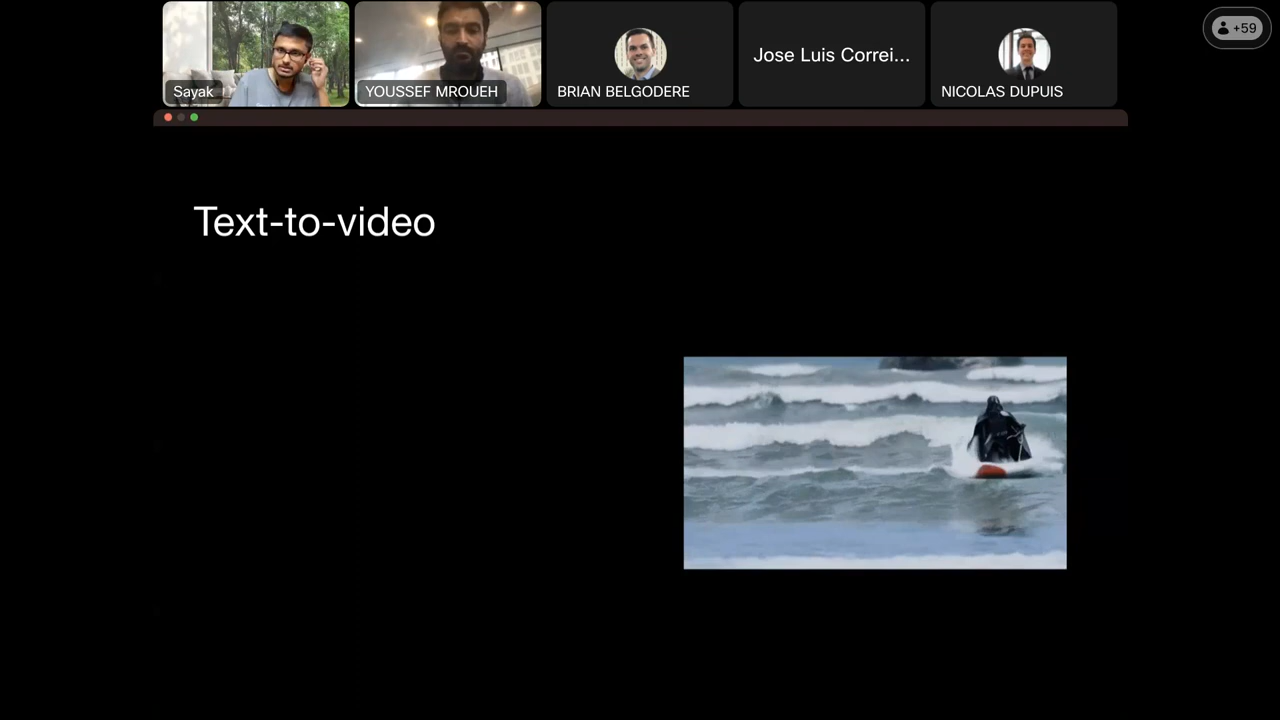 Sayak
YOUSSEF MROUEH
BRIAN BELGODERE
Jose Luis Correi...
NICOLAS DUPUIS
+59
Text-to-video